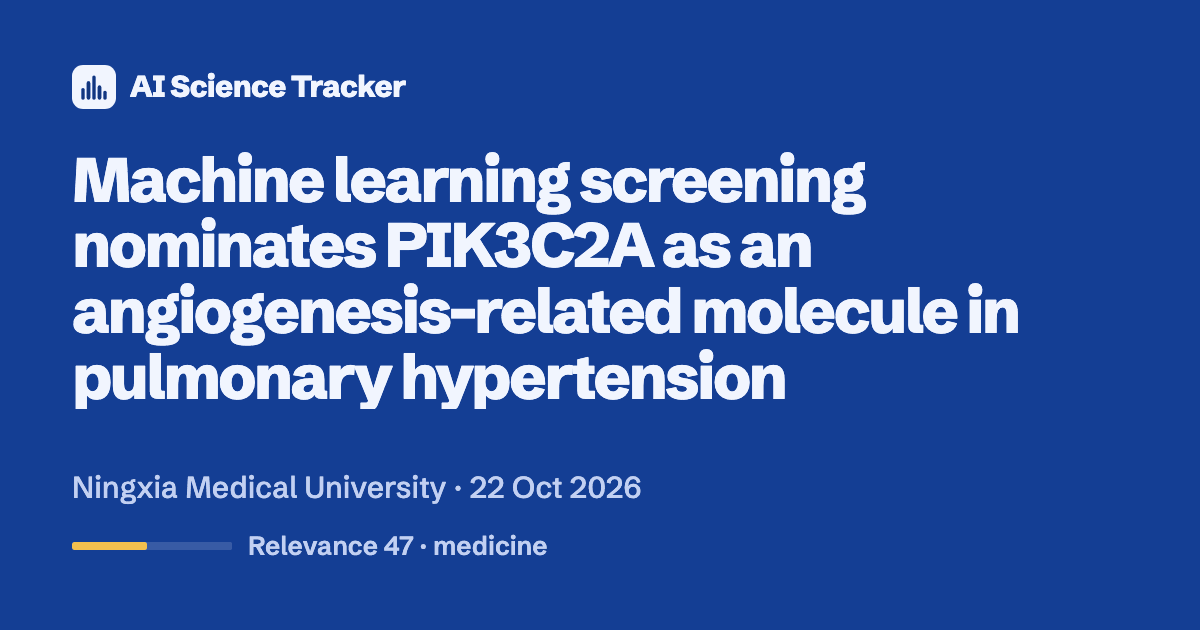 AI Science Tracker
Machine learning screening
nominates PIK3C2A as an
angiogenesis-related molecule in
pulmonary hypertension
Ningxia Medical University · 22 Oct 2026
Relevance 47 · medicine